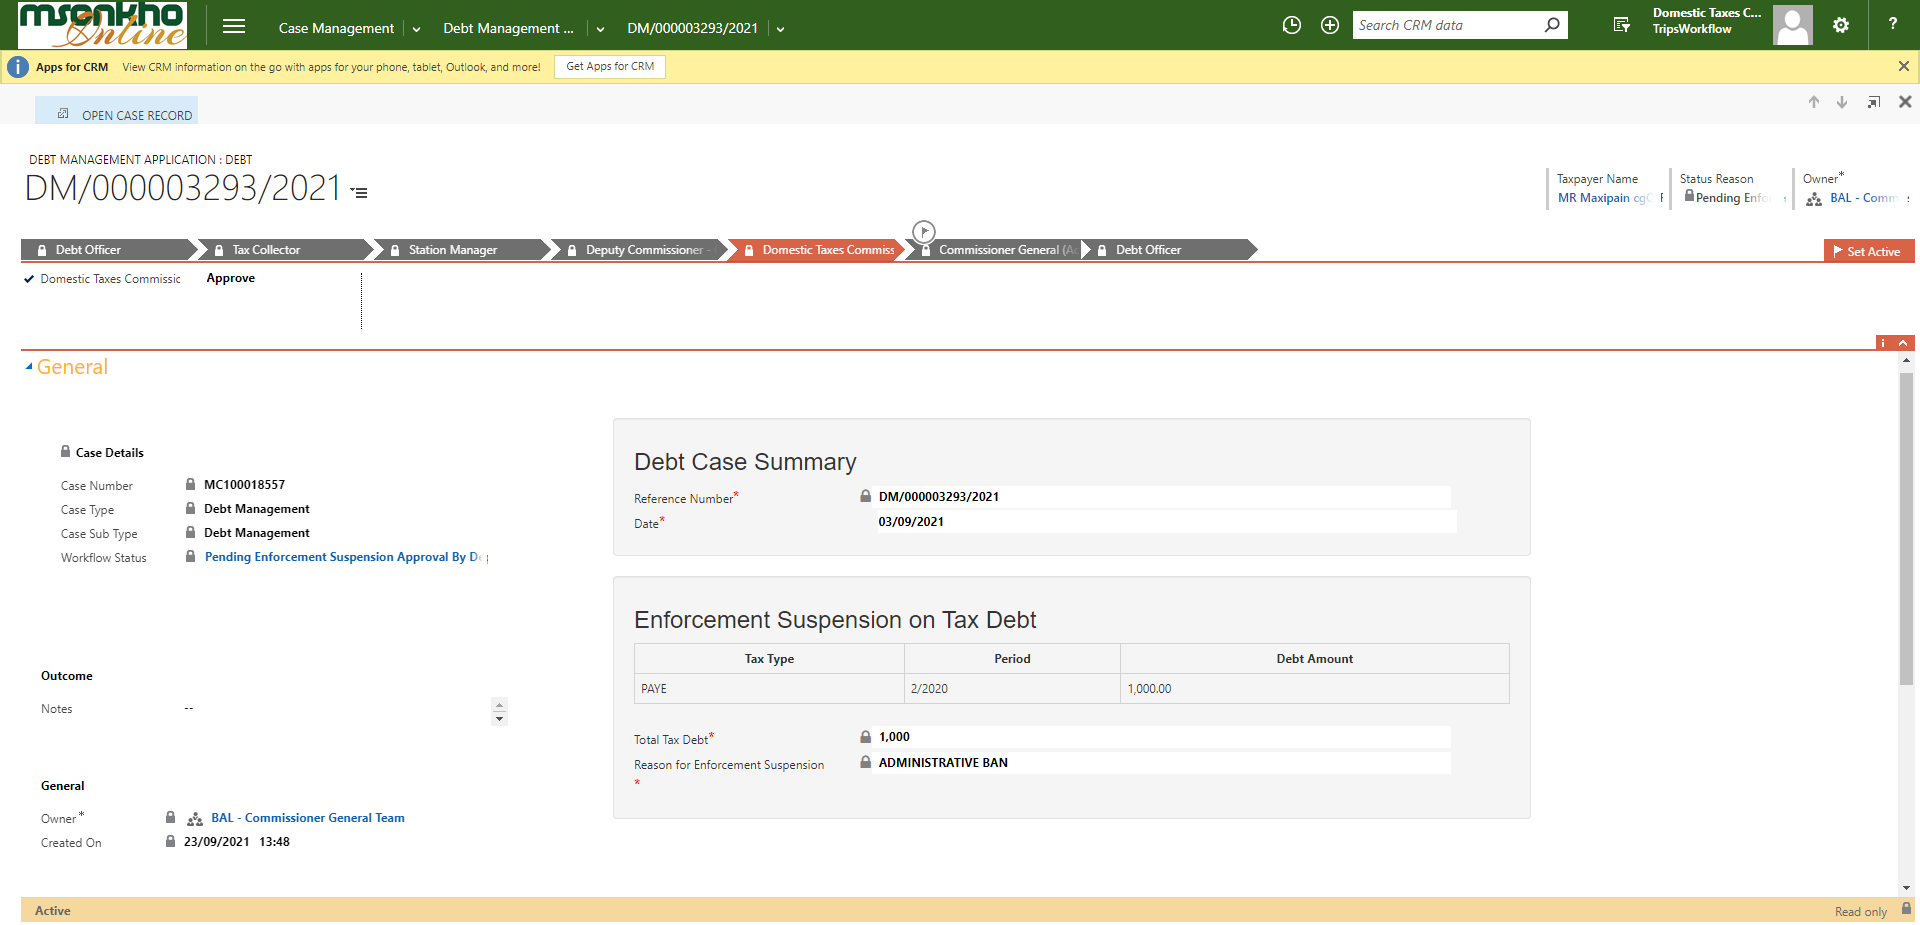 msonkho
Online
Case Management
Debt Management ...
DM/000003293/2021
Search CRM data
Domestic Taxes C...
TripsWorkflow
?
Apps for CRM View CRM information on the go with apps for your phone, tablet, Outlook, and more! Get Apps for CRM
OPEN CASE RECORD
DEBT MANAGEMENT APPLICATION : DEBT
DM/000003293/2021
Taxpayer Name
MR Maxipain
Status Reason
Pending Enfo
Owner*
BAL - Comm
Debt Officer
Tax Collector
Station Manager
Deputy Commissioner -
Domestic Taxes Commiss
Commissioner General (A
Debt Officer
Set Active
Domestic Taxes Commissic
Approve
General
Case Details
Case Number MC100018557
Case Type Debt Management
Case Sub Type Debt Management
Workflow Status Pending Enforcement Suspension Approval By De
Outcome
Notes --
General
Owner* BAL - Commissioner General Team
Created On 23/09/2021 13:48
Debt Case Summary
Reference Number* DM/000003293/2021
Date* 03/09/2021
Enforcement Suspension on Tax Debt
Tax Type Period Debt Amount
PAYE 2/2020 1,000.00
Total Tax Debt* 1,000
Reason for Enforcement Suspension ADMINISTRATIVE BAN
*
Active
Read only